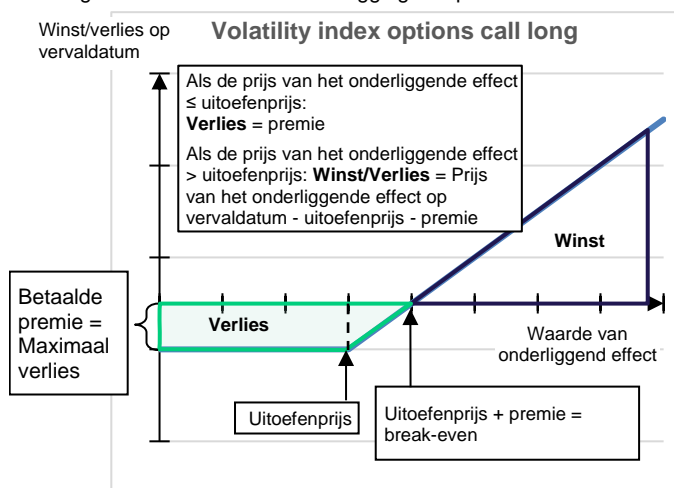 Winst/verlies op
vervaldatum
Volatility index options call long
Als de prijs van het onderliggende effect
≤ uitoefenprijs:
Verlies = premie
Als de prijs van het onderliggende effect
> uitoefenprijs: Winst/Verlies = Prijs
van het onderliggende effect op
vervaldatum - uitoefenprijs - premie
Winst
Betaalde
premie =
Maximaal
verlies
Verlies
Waarde van
onderliggend effect
Uitoefenprijs
Uitoefenprijs + premie =
break-even